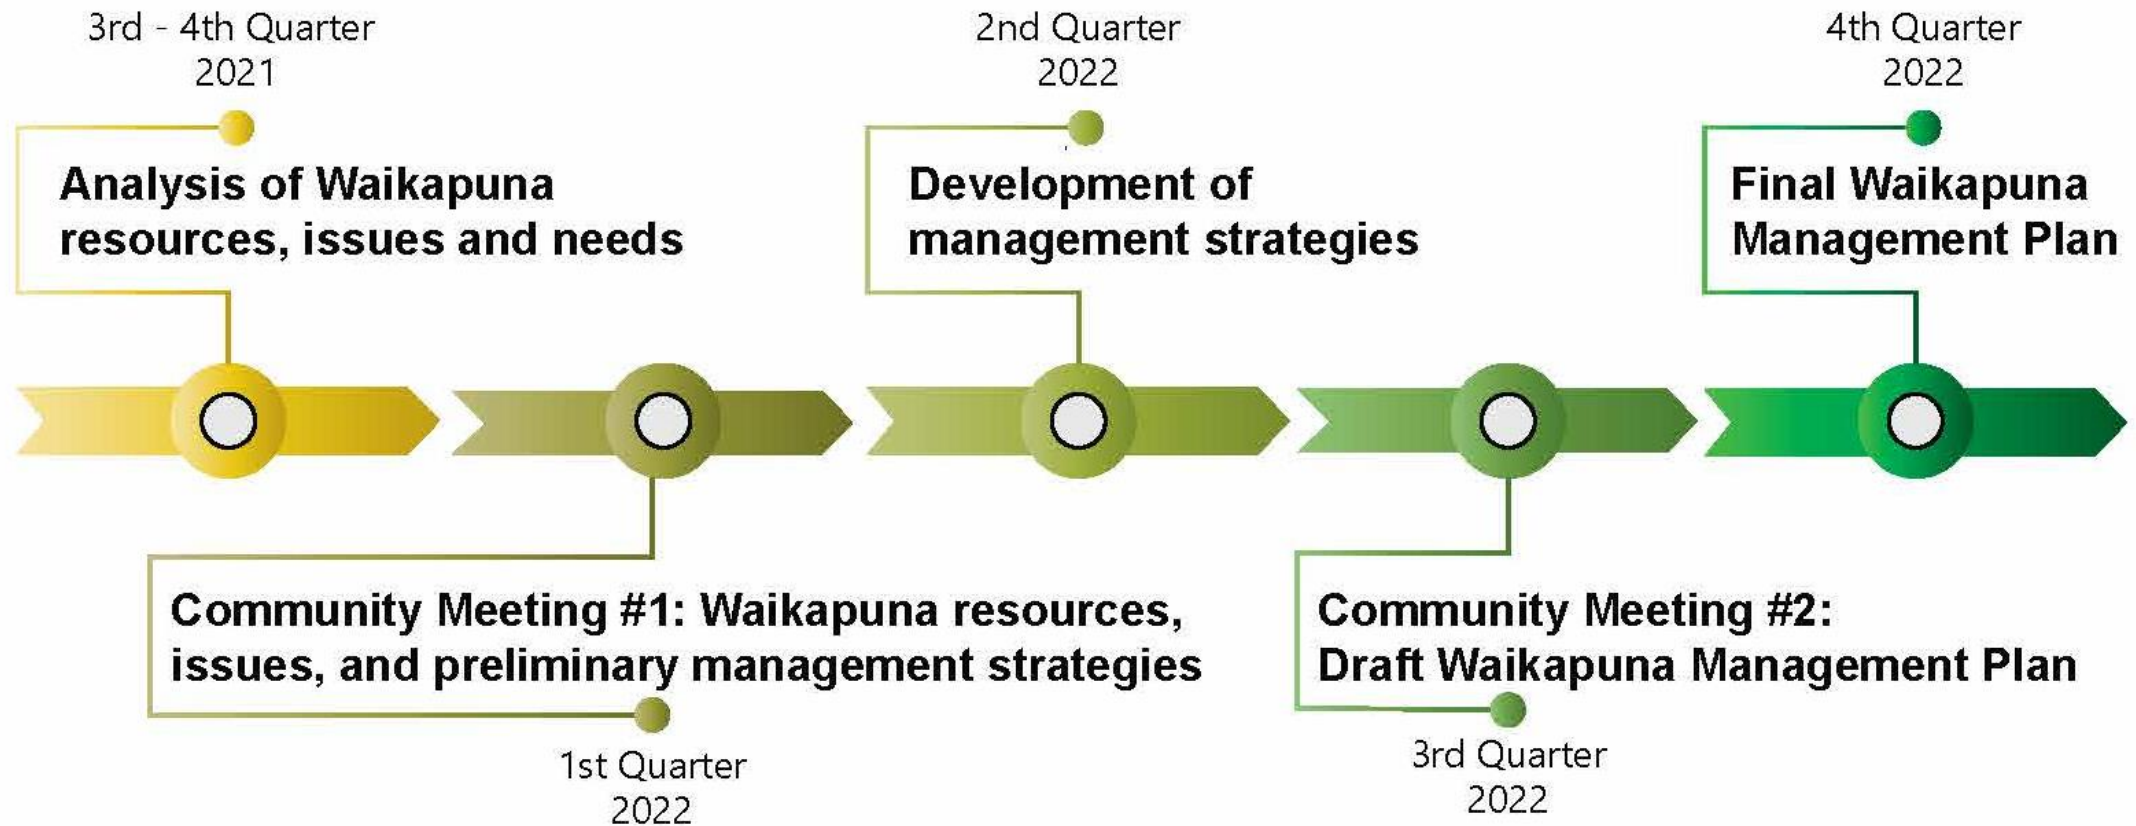 3rd - 4th Quarter
2021
Analysis of Waikapuna
resources, issues and needs
Community Meeting #1: Waikapuna resources,
issues, and preliminary management strategies
1st Quarter
2022
2nd Quarter
2022
Development of
management strategies
Community Meeting #2:
Draft Waikapuna Management Plan
3rd Quarter
2022
4th Quarter
2022
Final Waikapuna
Management Plan